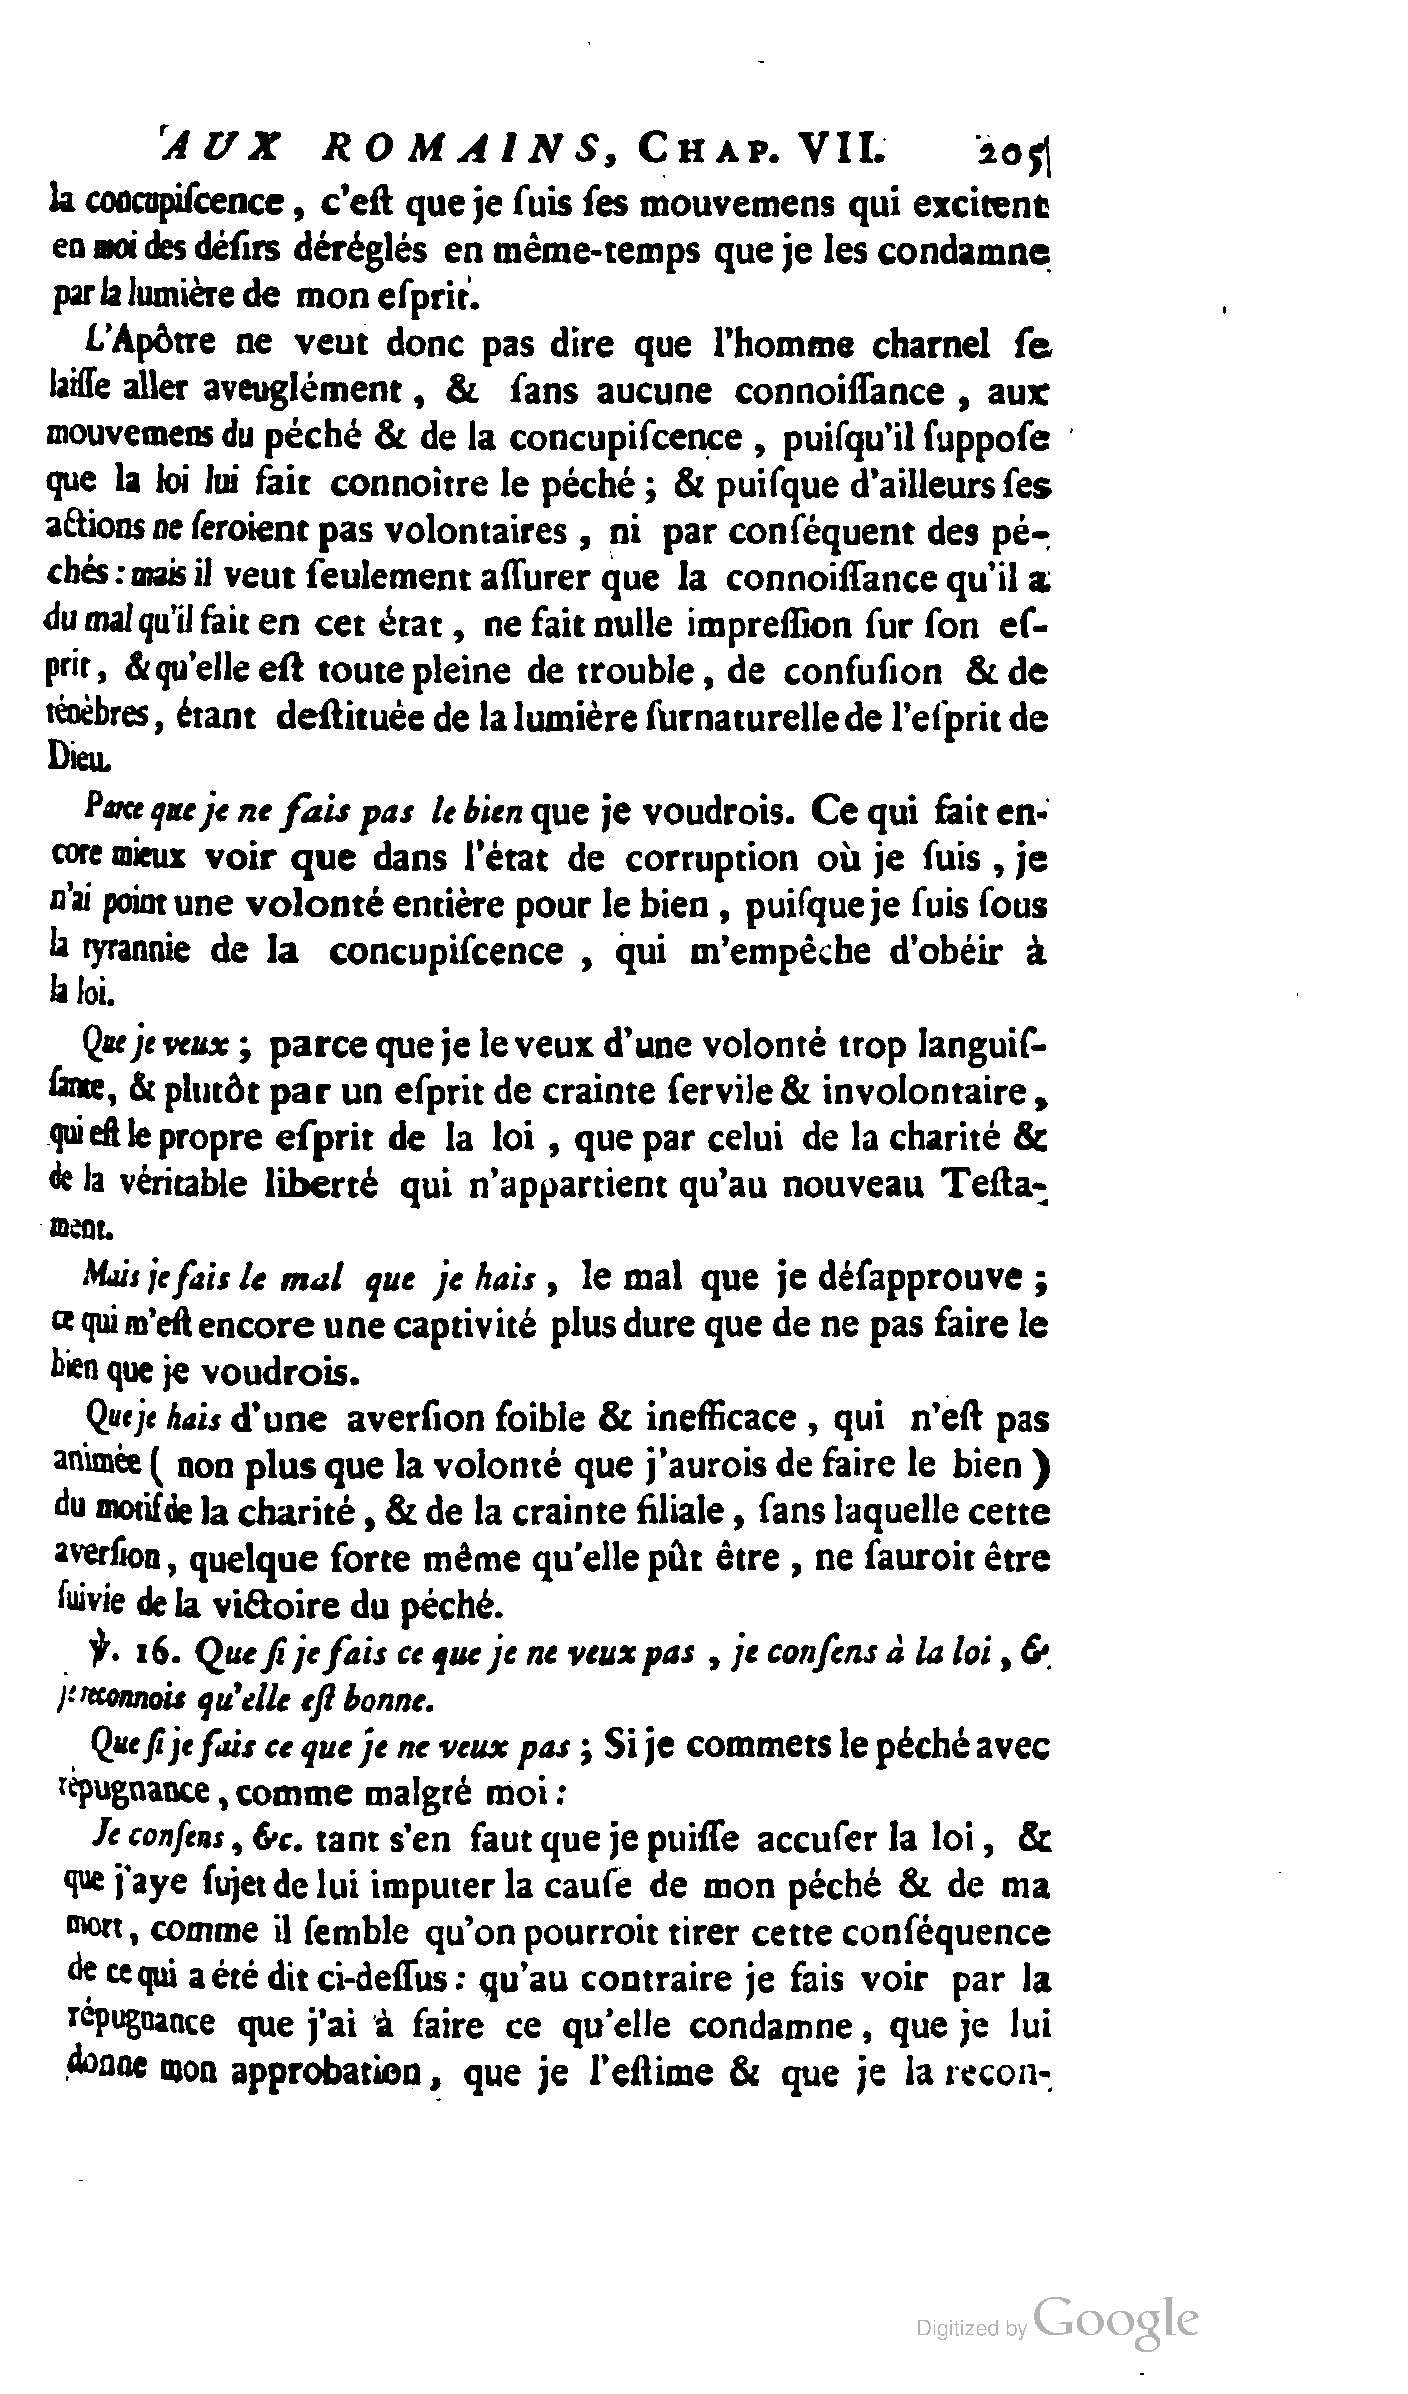 AUX ROMAINS, CHAP. VII. 205
la concupiſcence, c'eſt que je ſuis ſes mouvemens qui excitent
en moi des déſirs déréglés en même-temps que je les condamne
par la lumière de mon eſprit.
L'Apôtre ne veut donc pas dire que l'homme charnel ſe
laiſſe aller aveuglément, & ſans aucune connoiſſance, aux
mouvemens du péché & de la concupiſcence, puiſqu'il ſuppoſe
que la loi lui fait connoître le péché; & puiſque d'ailleurs ſes
actions ne ſeroient pas volontaires, ni par conſéquent des pé-
chés: mais il veut ſeulement aſſurer que la connoiſſance qu'il a
du mal qu'il fait en cet état, ne fait nulle impreſſion ſur ſon eſ-
prit, & qu'elle eſt toute pleine de trouble, de confuſion & de
ténèbres, étant deſtituée de la lumière ſurnaturelle de l'eſprit de
Dieu.
Parce que je ne fais pas le bien que je voudrois. Ce qui fait en-
core mieux voir que dans l'état de corruption où je ſuis, je
n'ai point une volonté entière pour le bien, puiſque je ſuis ſous
la tyrannie de la concupiſcence, qui m'empêche d'obéir à
la loi.
Que je veux; parce que je le veux d'une volonté trop languiſ-
ſante, & plutôt par un eſprit de crainte ſervile & involontaire,
qui eſt le propre eſprit de la loi, que par celui de la charité &
de la véritable liberté qui n'appartient qu'au nouveau Teſta-
ment.
Mais je fais le mal que je hais, le mal que je déſapprouve;
ce qui m'eſt encore une captivité plus dure que de ne pas faire le
bien que je voudrois.
Que je hais d'une averſion foible & inefficace, qui n'eſt pas
animée ( non plus que la volonté que j'aurois de faire le bien )
du motif de la charité, & de la crainte filiale, ſans laquelle cette
averſion, quelque forte même qu'elle pût être, ne ſauroit être
ſuivie de la victoire du péché.
℣. 16. Que ſi je fais ce que je ne veux pas, je conſens à la loi, &
je reconnois qu'elle eſt bonne.
Que ſi je fais ce que je ne veux pas; Si je commets le péché avec
répugnance, comme malgré moi:
Je conſens, &c. tant s'en faut que je puiſſe accuſer la loi, &
que j'aye ſujet de lui imputer la cauſe de mon péché & de ma
mort, comme il ſemble qu'on pourroit tirer cette conſéquence
de ce qui a été dit ci-deſſus: qu'au contraire je fais voir par la
répugnance que j'ai à faire ce qu'elle condamne, que je lui
donne mon approbation, que je l'eſtime & que je la recon-
Digitized by Google